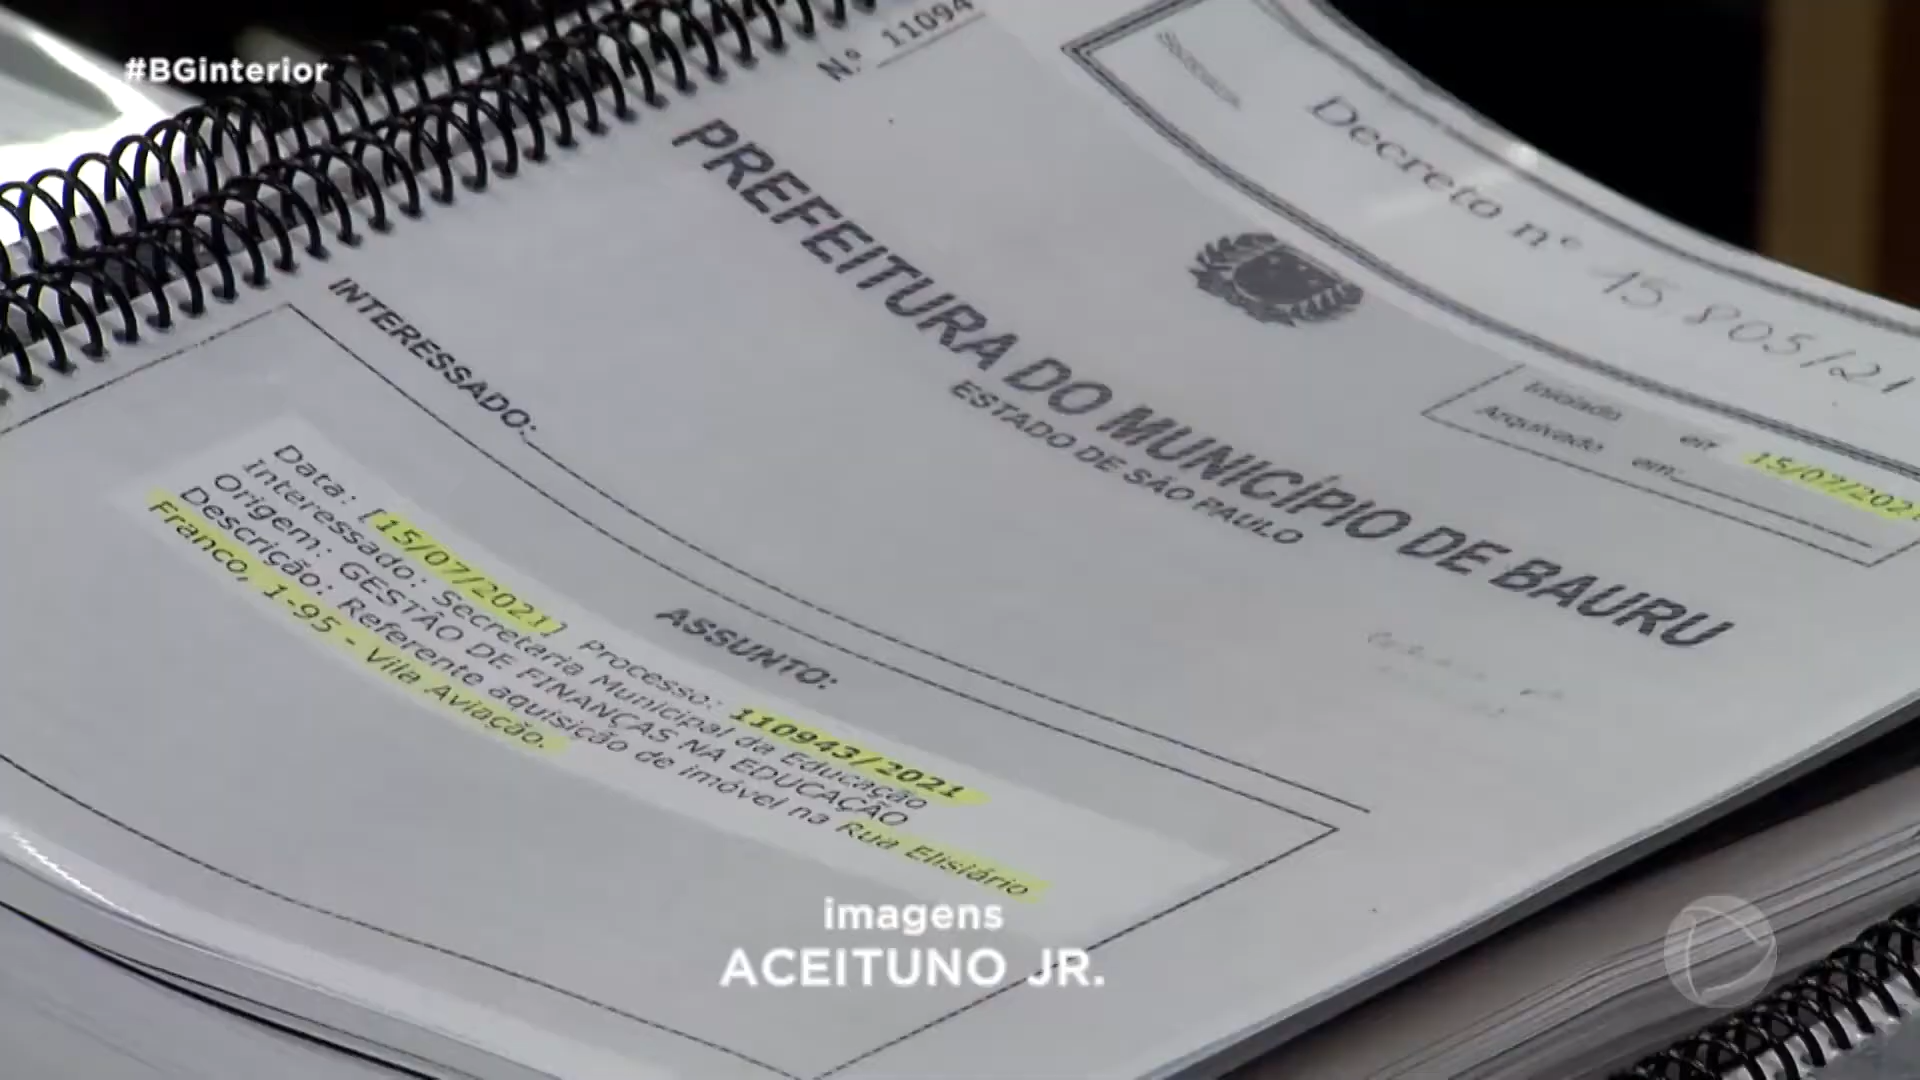 #BGinterior
N.º 11094
Decreto nº 15.805/21
PREFEITURA DO MUNICÍPIO DE BAURU
ESTADO DE SÃO PAULO
Iniciado em 15/07/202
Arquivado em:
INTERESSADO:
ASSUNTO:
Data: [15/07/2021] Processo: 110943/2021
Interessado: Secretaria Municipal da Educação
Origem: GESTÃO DE FINANÇAS NA EDUCAÇÃO
Descrição: Referente aquisição de imóvel na Rua Elisiário
Franco, 1-95 - Vila Aviação.
imagens
ACEITUNO JR.